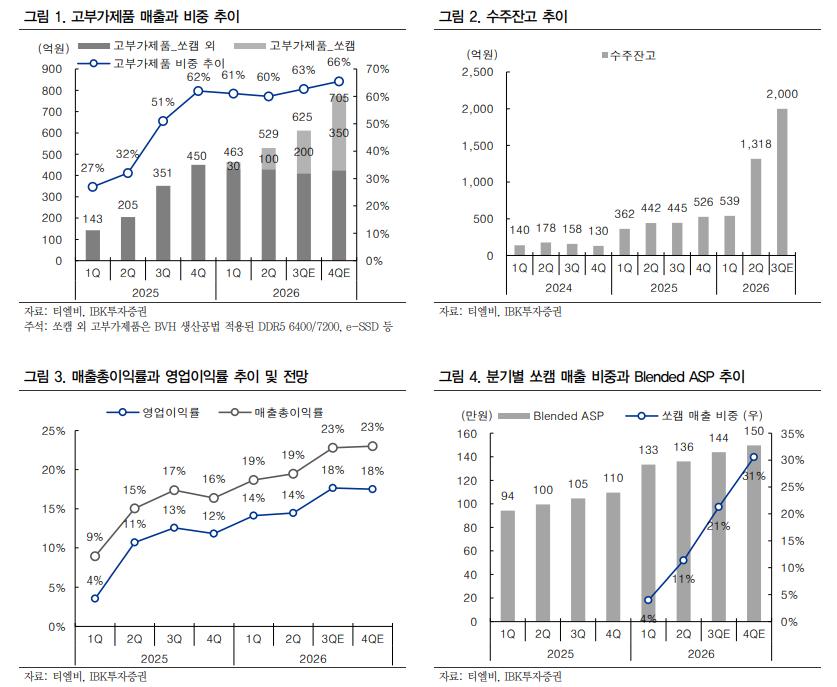 그림 1. 고부가제품 매출과 비중 추이
(억원)
고부가제품_쏘캠 외
고부가제품_쏘캠
고부가제품 비중 추이
900
800
700
600
500
400
300
200
100
0
70%
60%
50%
40%
30%
20%
10%
0%
27%
32%
51%
62%
61%
60%
63%
66%
143
205
351
450
463
30
529
100
625
200
705
350
1Q 2Q 3Q 4Q 1Q 2Q 3QE 4QE
2025 2026
자료: 티엘비, IBK투자증권
주석: 쏘캠 외 고부가제품은 BVH 생산공법 적용된 DDR5 6400/7200, e-SSD 등
그림 2. 수주잔고 추이
(억원)
수주잔고
2,500
2,000
1,500
1,000
500
0
140 178 158 130 362 442 445 526 539 1,318 2,000
1Q 2Q 3Q 4Q 1Q 2Q 3Q 4Q 1Q 2Q 3QE
2024 2025 2026
자료: 티엘비, IBK투자증권
그림 3. 매출총이익률과 영업이익률 추이 및 전망
영업이익률 매출총이익률
25%
20%
15%
10%
5%
0%
9% 15% 17% 16% 19% 19% 23% 23%
4% 11% 13% 12% 14% 14% 18% 18%
1Q 2Q 3Q 4Q 1Q 2Q 3QE 4QE
2025 2026
자료: 티엘비, IBK투자증권
그림 4. 분기별 쏘캠 매출 비중과 Blended ASP 추이
(만원)
Blended ASP
쏘캠 매출 비중 (우)
160
140
120
100
80
60
40
20
0
35%
30%
25%
20%
15%
10%
5%
0%
94 100 105 110 133 136 144 150
4% 11% 21% 31%
1Q 2Q 3Q 4Q 1Q 2Q 3QE 4QE
2025 2026
자료: 티엘비, IBK투자증권